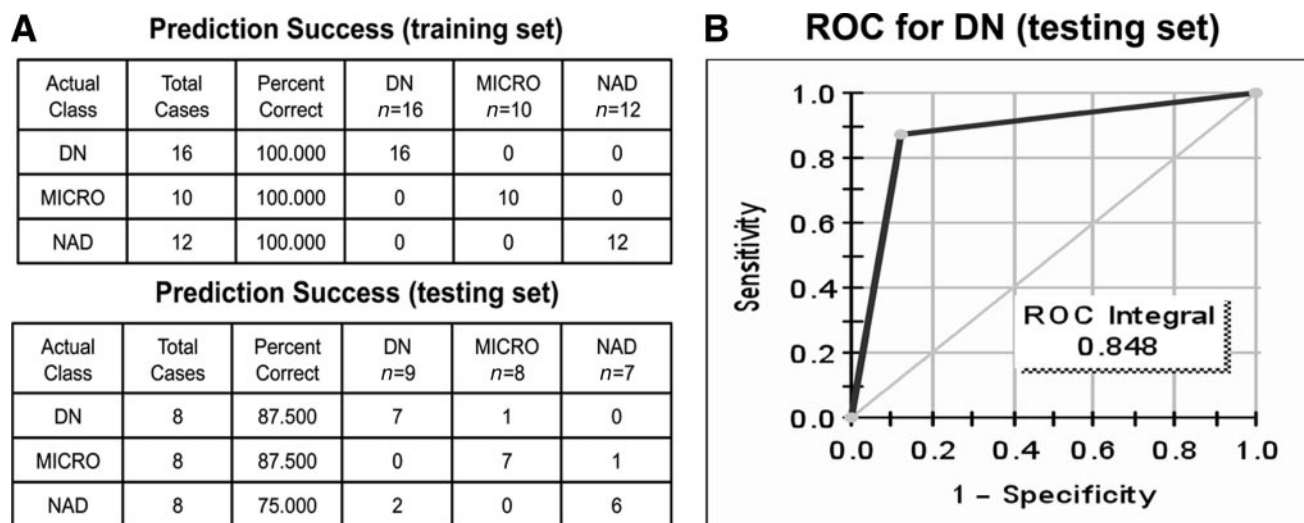 A
Prediction Success (training set)
Actual Class Total Cases Percent Correct DN n=16 MICRO n=10 NAD n=12
DN 16 100.000 16 0 0
MICRO 10 100.000 0 10 0
NAD 12 100.000 0 0 12
Prediction Success (testing set)
Actual Class Total Cases Percent Correct DN n=9 MICRO n=8 NAD n=7
DN 8 87.500 7 1 0
MICRO 8 87.500 0 7 1
NAD 8 75.000 2 0 6
B
ROC for DN (testing set)
Sensitivity
1.0
0.8
0.6
0.4
0.2
0.0
ROC Integral
0.848
0.0 0.2 0.4 0.6 0.8 1.0
1 – Specificity